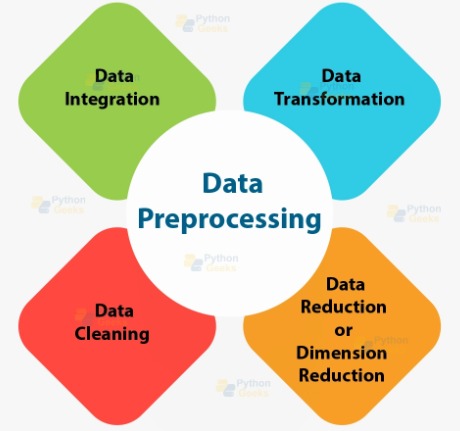 Python
Geeks
Data
Integration
Data
Transformation
Data
Preprocessing
Python
Geeks
Python
Geeks
Python
Geeks
Data
Cleaning
Data
Reduction
or
Dimension
Reduction
Python
Python
Geeks